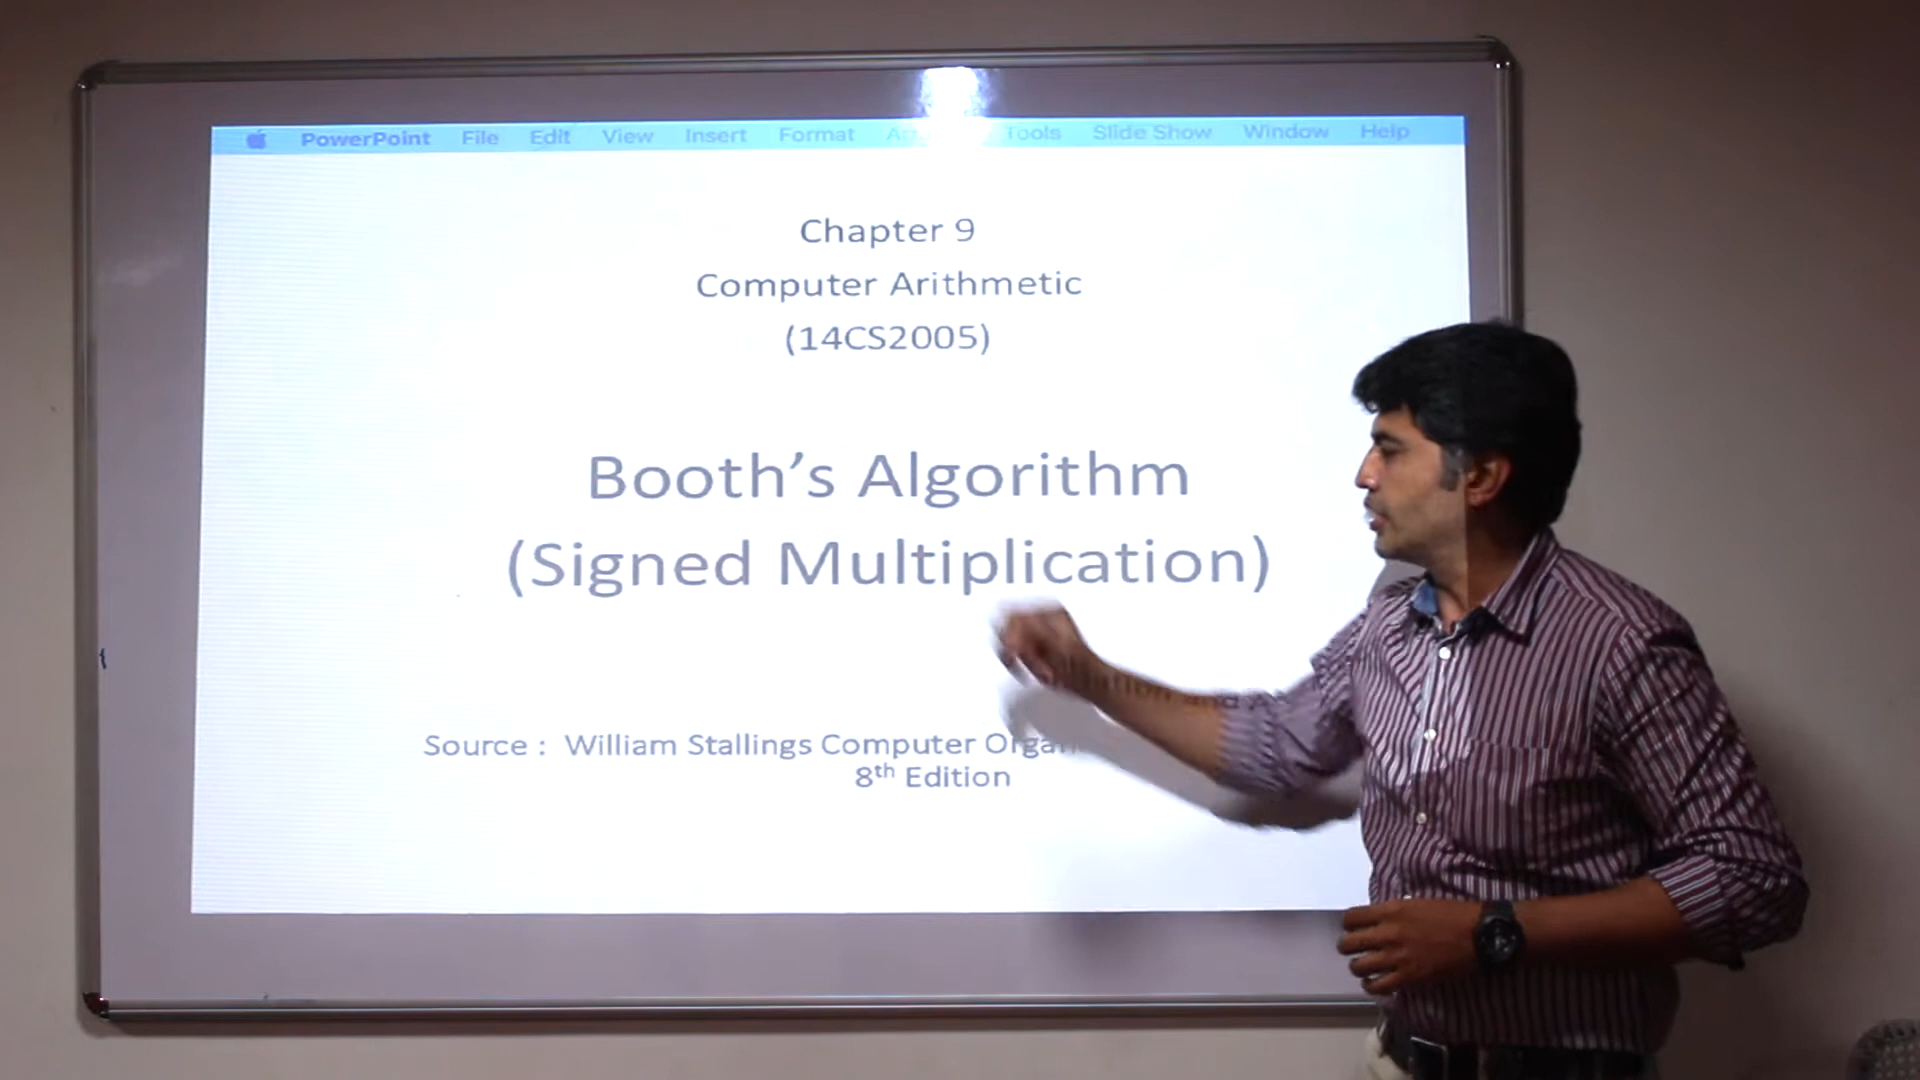 PowerPoint File Edit View Insert Format Tools Slide Show Window Help
Chapter 9
Computer Arithmetic
(14CS2005)
Booth’s Algorithm
(Signed Multiplication)
Source : William Stallings Computer
8th Edition